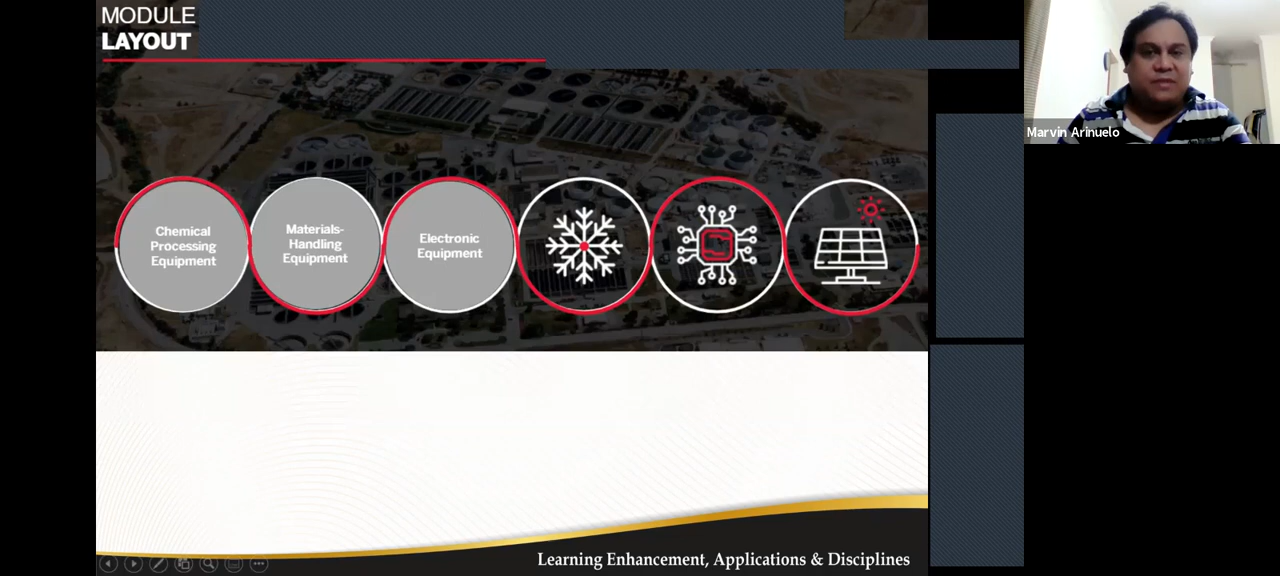 MODULE
LAYOUT
Chemical
Processing
Equipment
Materials-
Handling
Equipment
Electronic
Equipment
Marvin Arinuelo
Learning Enhancement, Applications & Disciplines